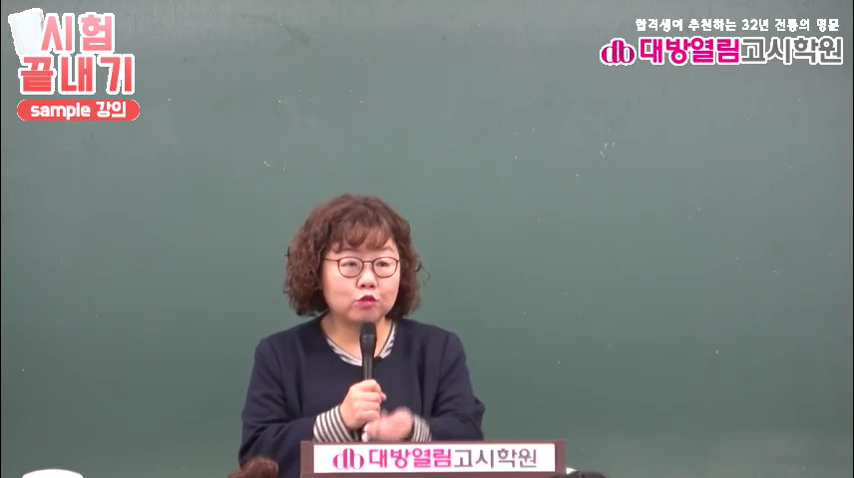 시험
끝내기
sample 강의
합격생이 추천하는 32년 전통의 명문
db 대방열림고시학원
db 대방열림고시학원